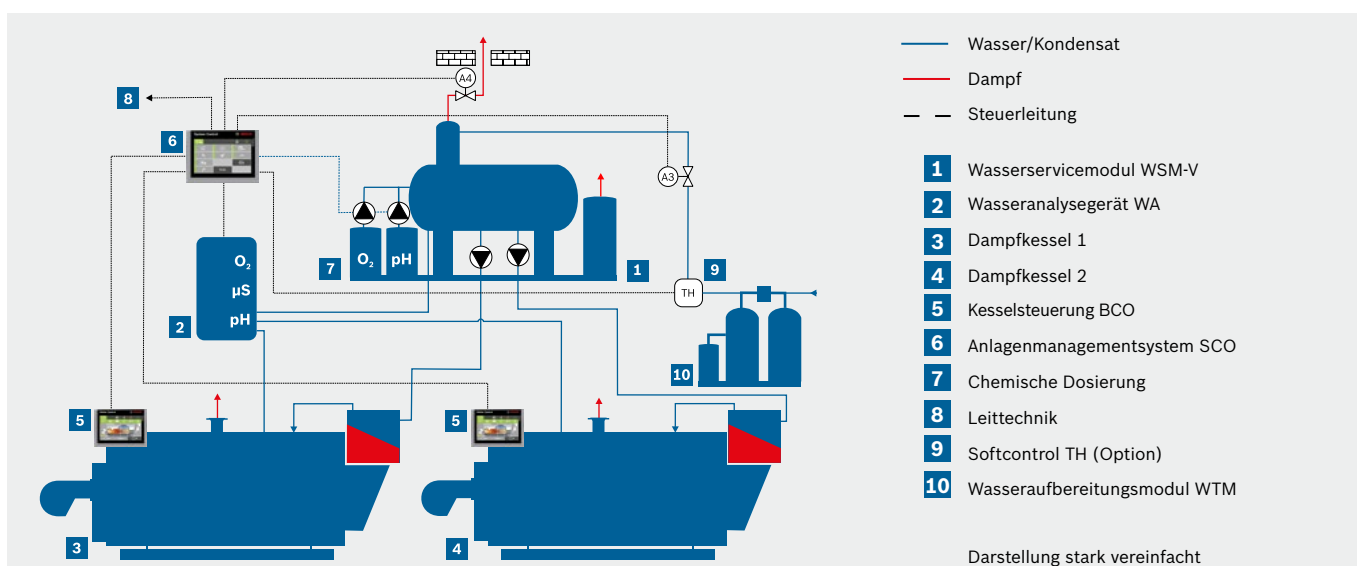 A4
8
6
A3
7
O₂
pH
1
9
TH
O₂
µS
pH
2
10
5
5
3
4
Wasser/Kondensat
Dampf
Steuerleitung
1 Wasserservicemodul WSM-V
2 Wasseranalysegerät WA
3 Dampfkessel 1
4 Dampfkessel 2
5 Kesselsteuerung BCO
6 Anlagenmanagementsystem SCO
7 Chemische Dosierung
8 Leittechnik
9 Softcontrol TH (Option)
10 Wasseraufbereitungsmodul WTM
Darstellung stark vereinfacht